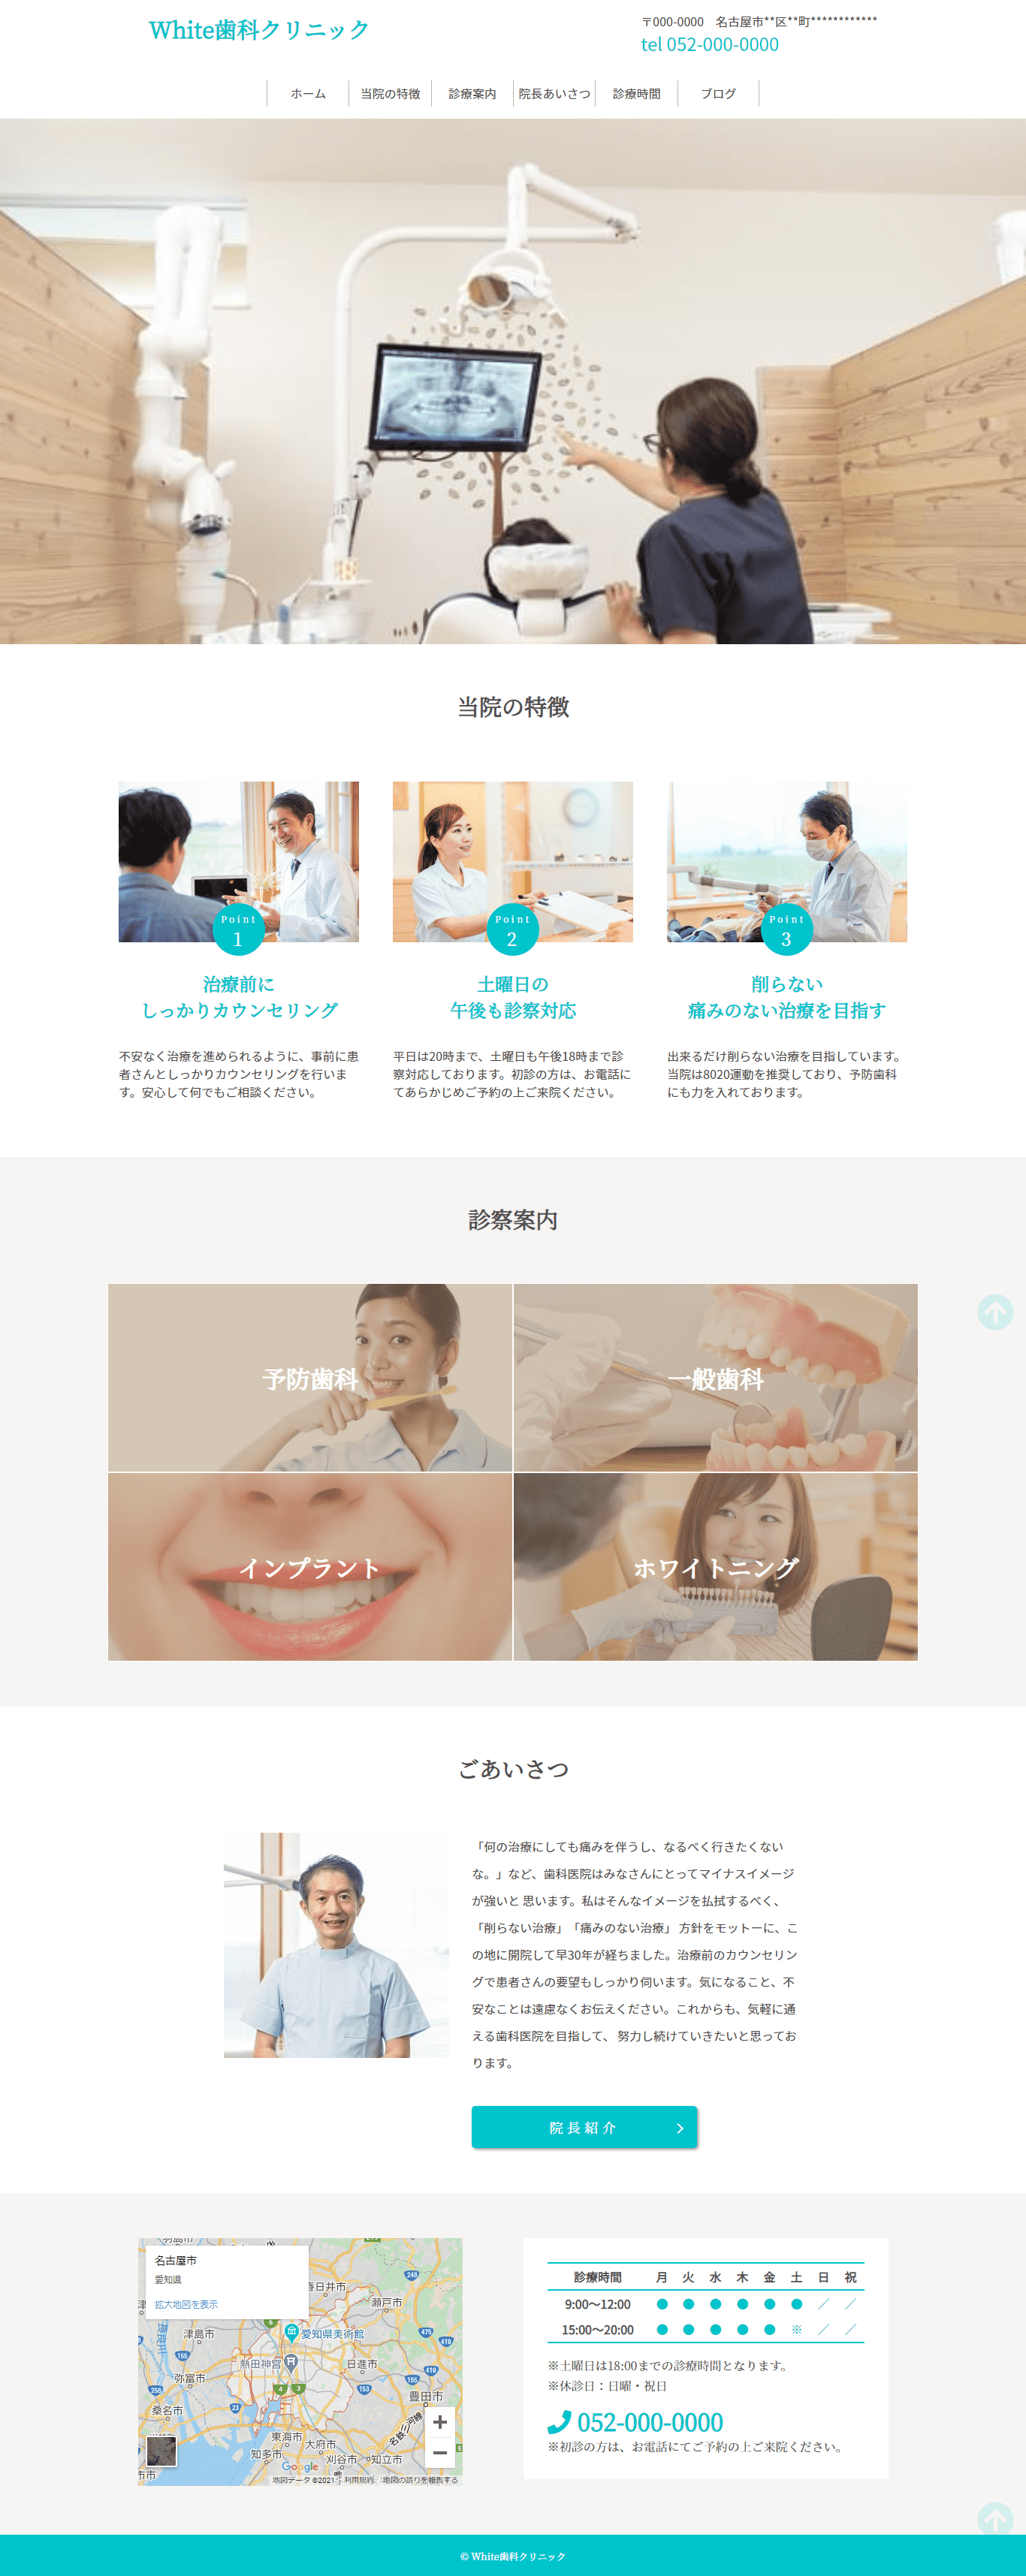 White歯科クリニック
〒000-0000　名古屋市**区**町************
tel 052-000-0000
ホーム
当院の特徴
診療案内
院長あいさつ
診療時間
ブログ
当院の特徴
Point
1
治療前に
しっかりカウンセリング
不安なく治療を進められるように、事前に患
者さんとしっかりカウンセリングを行いま
す。安心して何でもご相談ください。
Point
2
土曜日の
午後も診察対応
平日は20時まで、土曜日も午後18時まで診
察対応しております。初診の方は、お電話に
てあらかじめご予約の上ご来院ください。
Point
3
削らない
痛みのない治療を目指す
出来るだけ削らない治療を目指しています。
当院は8020運動を推奨しており、予防歯科
にも力を入れております。
診察案内
予防歯科
一般歯科
インプラント
ホワイトニング
ごあいさつ
「何の治療にしても痛みを伴うし、なるべく行きたくない
な。」など、歯科医院はみなさんにとってマイナスイメージ
が強いと 思います。私はそんなイメージを払拭するべく、
「削らない治療」「痛みのない治療」 方針をモットーに、こ
の地に開院して早30年が経ちました。治療前のカウンセリン
グで患者さんの要望もしっかり伺います。気になること、不
安なことは遠慮なくお伝えください。これからも、気軽に通
える歯科医院を目指して、 努力し続けていきたいと思ってお
ります。
院長紹介
名古屋市
愛知県
拡大地図を表示
春日井市
瀬戸市
津島市
愛知県美術館
熱田神宮
日進市
弥富市
豊田市
桑名市
東海市
大府市
名鉄三河線
知多市
刈谷市
知立市
248
475
419
155
153
258
23
6
4
3
Google
地図データ ©2021
利用規約
地図の誤りを報告する
診療時間 月 火 水 木 金 土 日 祝
9:00〜12:00 ● ● ● ● ● ● ／ ／
15:00〜20:00 ● ● ● ● ● ※ ／ ／
※土曜日は18:00までの診療時間となります。
※休診日：日曜・祝日
052-000-0000
※初診の方は、お電話にてご予約の上ご来院ください。
© White歯科クリニック